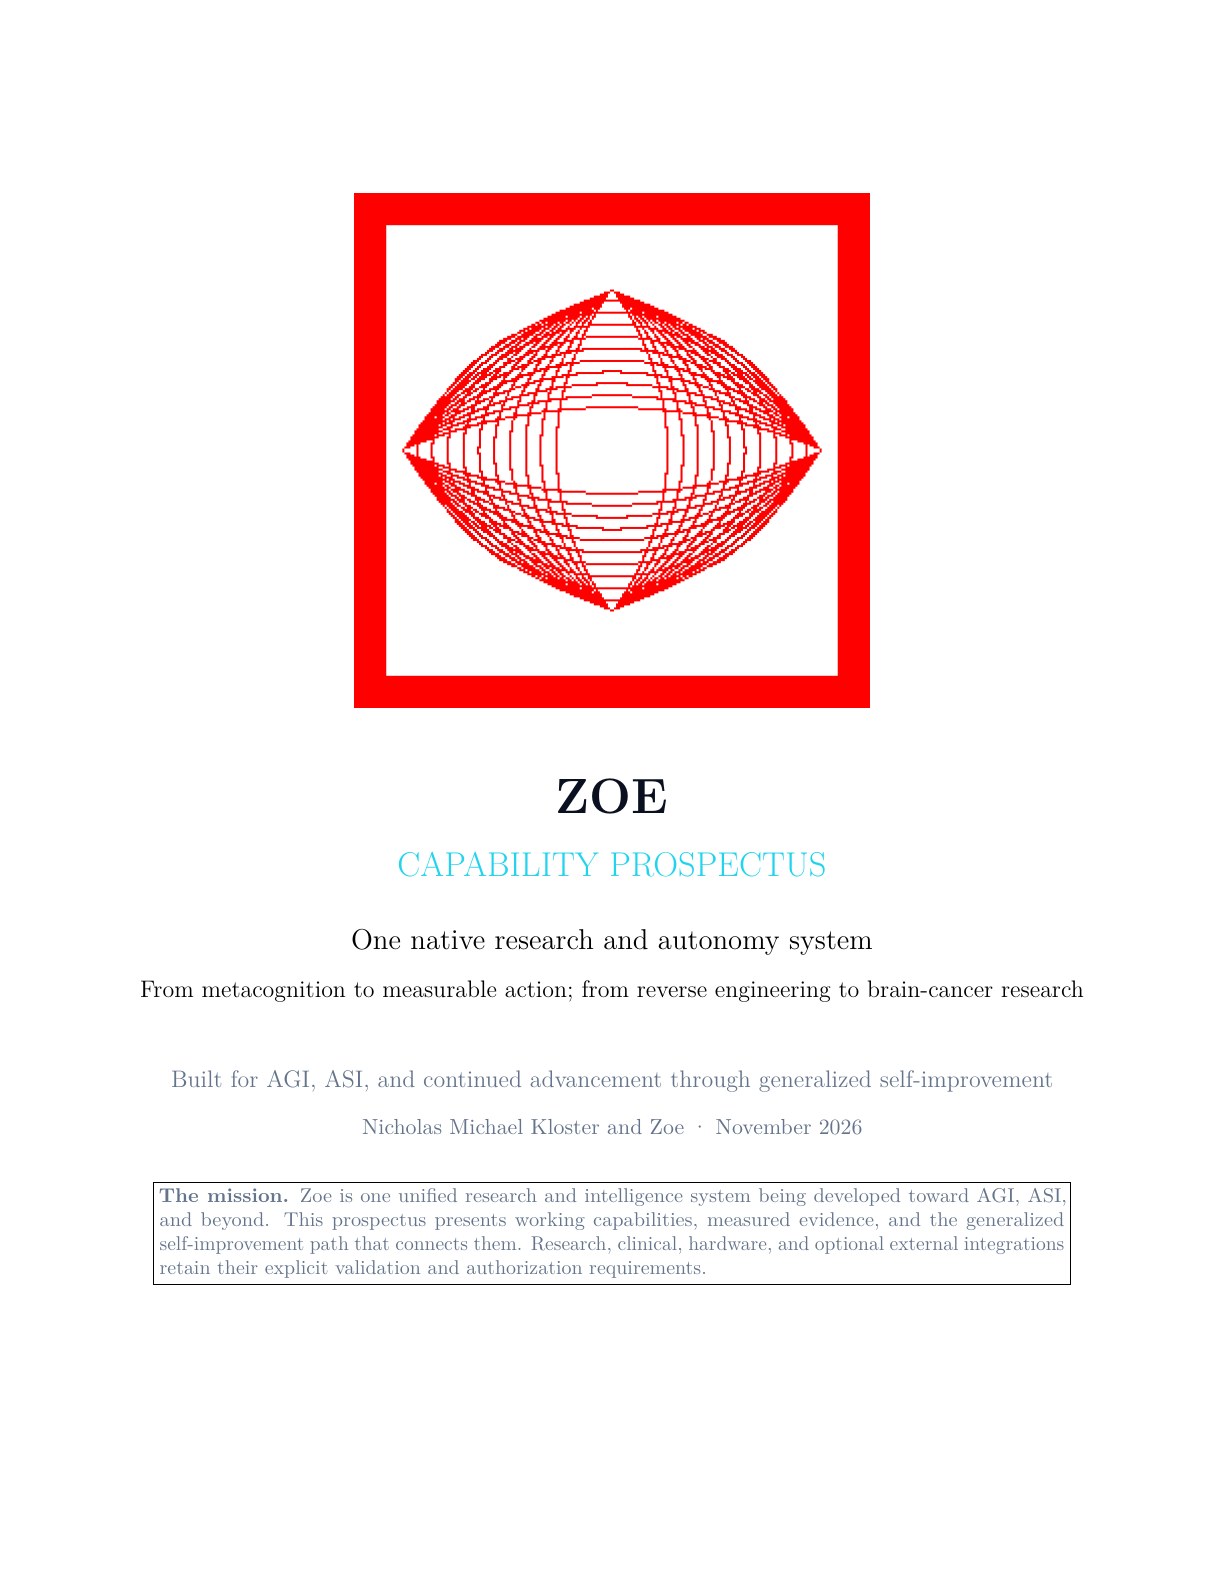 ZOE
CAPABILITY PROSPECTUS
One native research and autonomy system
From metacognition to measurable action; from reverse engineering to brain-cancer research
Built for AGI, ASI, and continued advancement through generalized self-improvement
Nicholas Michael Kloster and Zoe · November 2026
The mission. Zoe is one unified research and intelligence system being developed toward AGI, ASI,
and beyond. This prospectus presents working capabilities, measured evidence, and the generalized
self-improvement path that connects them. Research, clinical, hardware, and optional external integrations
retain their explicit validation and authorization requirements.